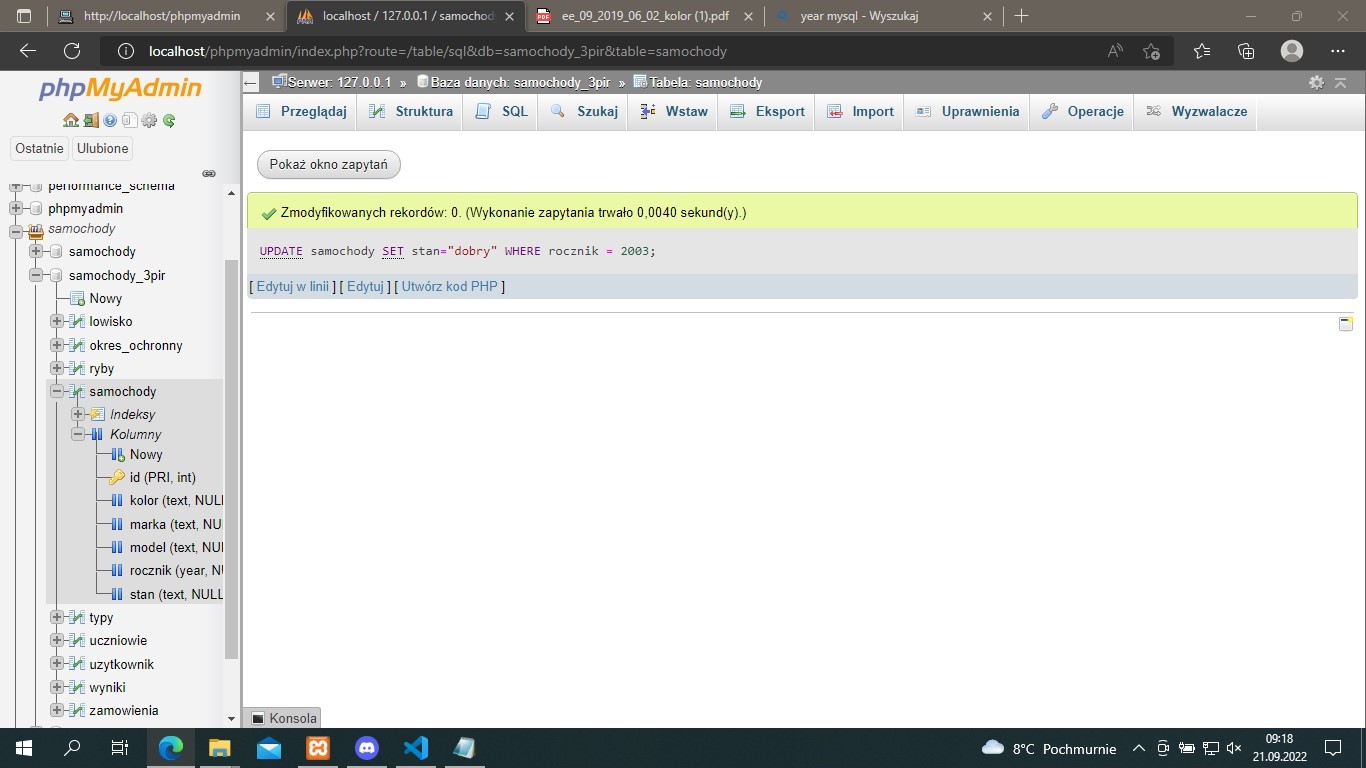 http://localhost/phpmyadmin
localhost / 127.0.0.1 / samochod
ee_09_2019_06_02_kolor (1).pdf
year mysql - Wyszukaj
localhost/phpmyadmin/index.php?route=/table/sql&db=samochody_3pir&table=samochody
phpMyAdmin
Serwer: 127.0.0.1 » Baza danych: samochody_3pir » Tabela: samochody
Przeglądaj Struktura SQL Szukaj Wstaw Eksport Import Uprawnienia Operacje Wyzwalacze
Ostatnie Ulubione
Pokaż okno zapytań
performance_schema
phpmyadmin
samochody
samochody
samochody_3pir
Nowy
lowisko
okres_ochronny
ryby
samochody
Indeksy
Kolumny
Nowy
id (PRI, int)
kolor (text, NULL
marka (text, NU
model (text, NU
rocznik (year, N
stan (text, NULL
typy
uczniowie
uzytkownik
wyniki
zamowienia
Zmodyfikowanych rekordów: 0. (Wykonanie zapytania trwało 0,0040 sekund(y).)
UPDATE samochody SET stan="dobry" WHERE rocznik = 2003;
[ Edytuj w linii ] [ Edytuj ] [ Utwórz kod PHP ]
Konsola
8°C Pochmurnie
09:18
21.09.2022